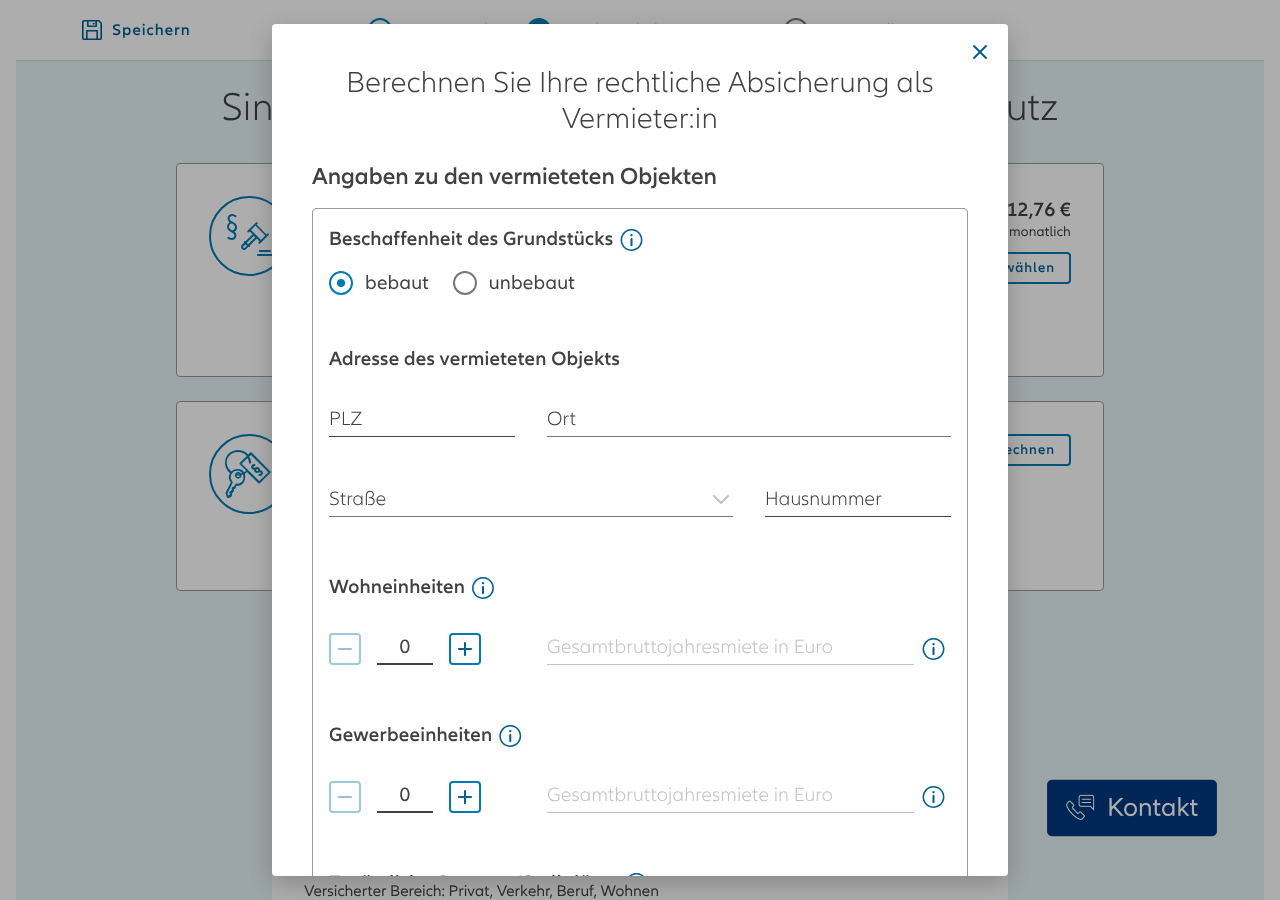 Speichern
Berechnen Sie Ihre rechtliche Absicherung als
Vermieter:in
Angaben zu den vermieteten Objekten
12,76 €
monatlich
Beschaffenheit des Grundstücks
bebaut unbebaut
Adresse des vermieteten Objekts
PLZ Ort
Straße Hausnummer
Wohneinheiten
0 Gesamtbruttojahresmiete in Euro
Gewerbeeinheiten
0 Gesamtbruttojahresmiete in Euro
Kontakt
Versicherter Bereich: Privat, Verkehr, Beruf, Wohnen